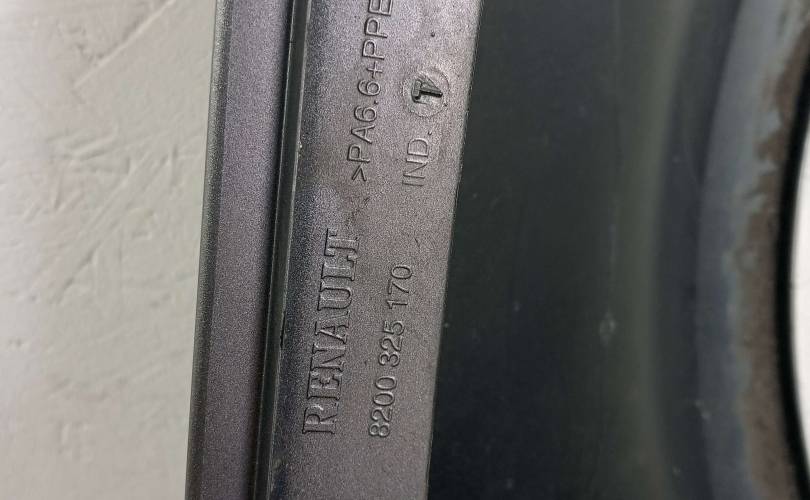 RENAULT >PA6.6+PPE
8200 325 170 IND. T